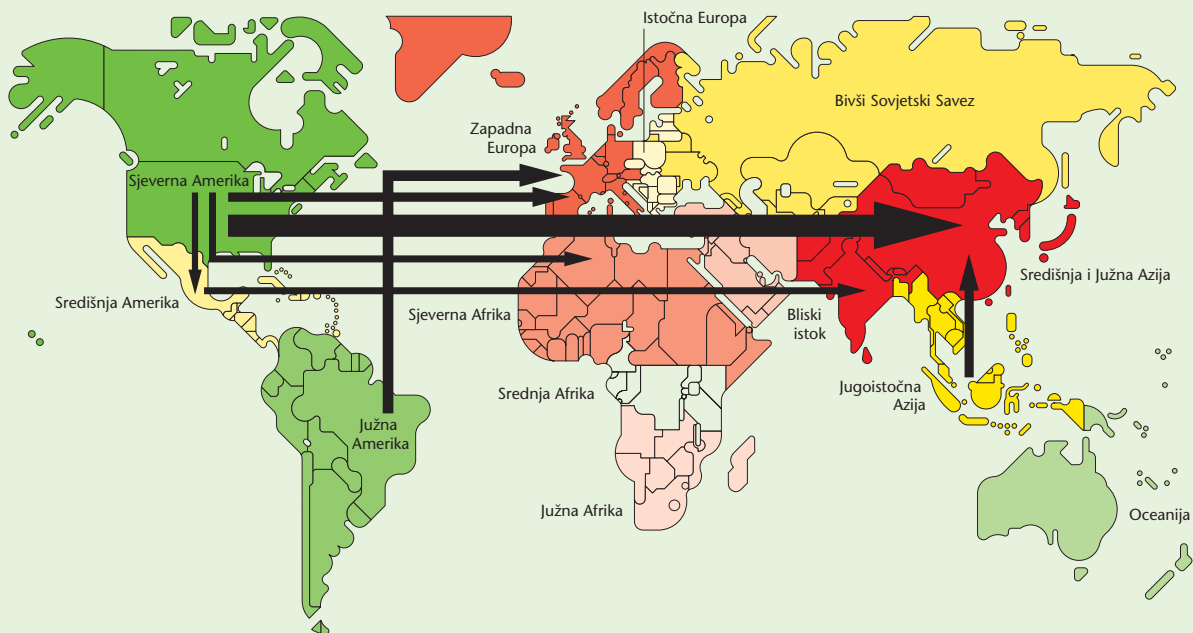 Istočna Europa
Bivši Sovjetski Savez
Zapadna
Europa
Sjeverna Amerika
Središnja i Južna Azija
Središnja Amerika
Sjeverna Afrika
Bliski
istok
Srednja Afrika
Jugoistočna
Azija
Južna
Amerika
Južna Afrika
Oceanija